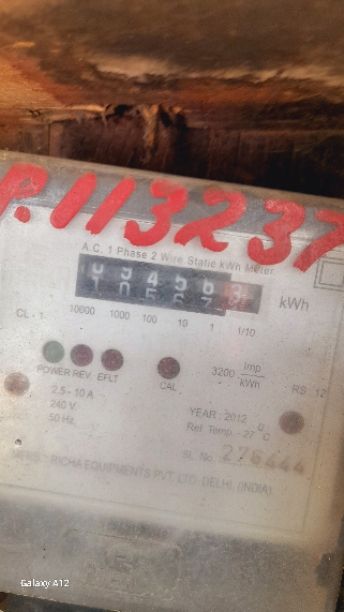 P.113237
A.C. 1 Phase 2 Wire Static kWh Meter
kWh
CL - 1
10000 1000 100 10 1 1/10
POWER REV EFLT
CAL
3200 Imp/kWh
RS 12
2.5 - 10 A
240 V
50 Hz
YEAR : 2012
Ref Temp - 27 °C
SL No.
RICHA EQUIPMENTS PVT. LTD. DELHI. (INDIA)
Galaxy A12